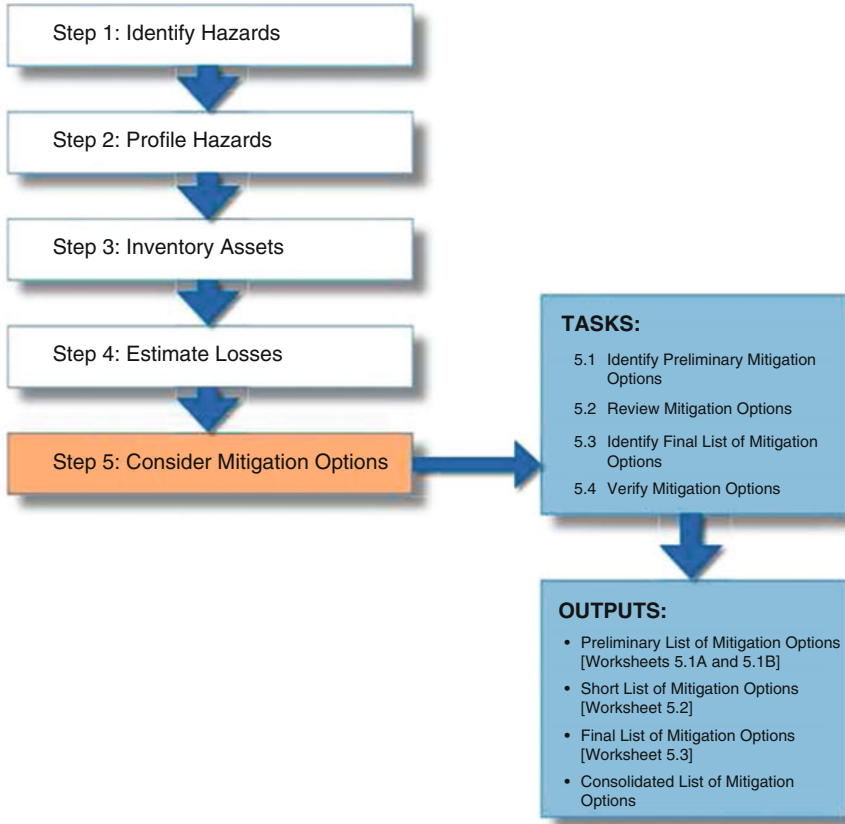 Step 1: Identify Hazards
Step 2: Profile Hazards
Step 3: Inventory Assets
Step 4: Estimate Losses
Step 5: Consider Mitigation Options
TASKS:
5.1 Identify Preliminary Mitigation
Options
5.2 Review Mitigation Options
5.3 Identify Final List of Mitigation
Options
5.4 Verify Mitigation Options
OUTPUTS:
• Preliminary List of Mitigation Options
[Worksheets 5.1A and 5.1B]
• Short List of Mitigation Options
[Worksheet 5.2]
• Final List of Mitigation Options
[Worksheet 5.3]
• Consolidated List of Mitigation
Options